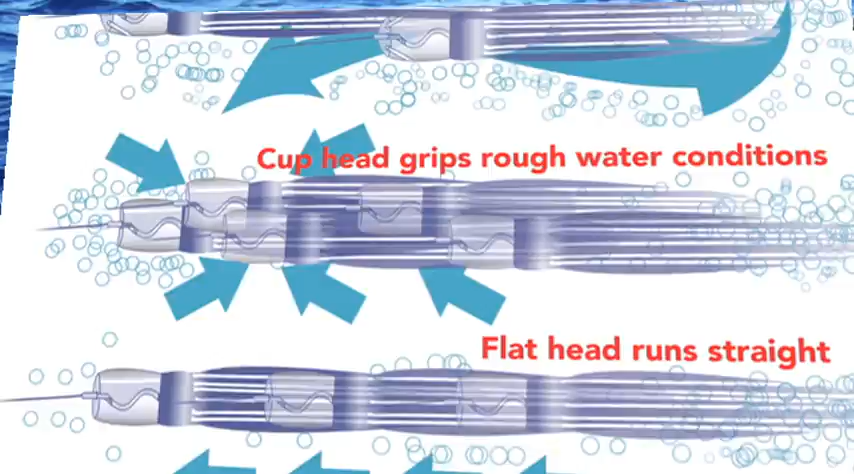 Cup head grips rough water conditions
Flat head runs straight